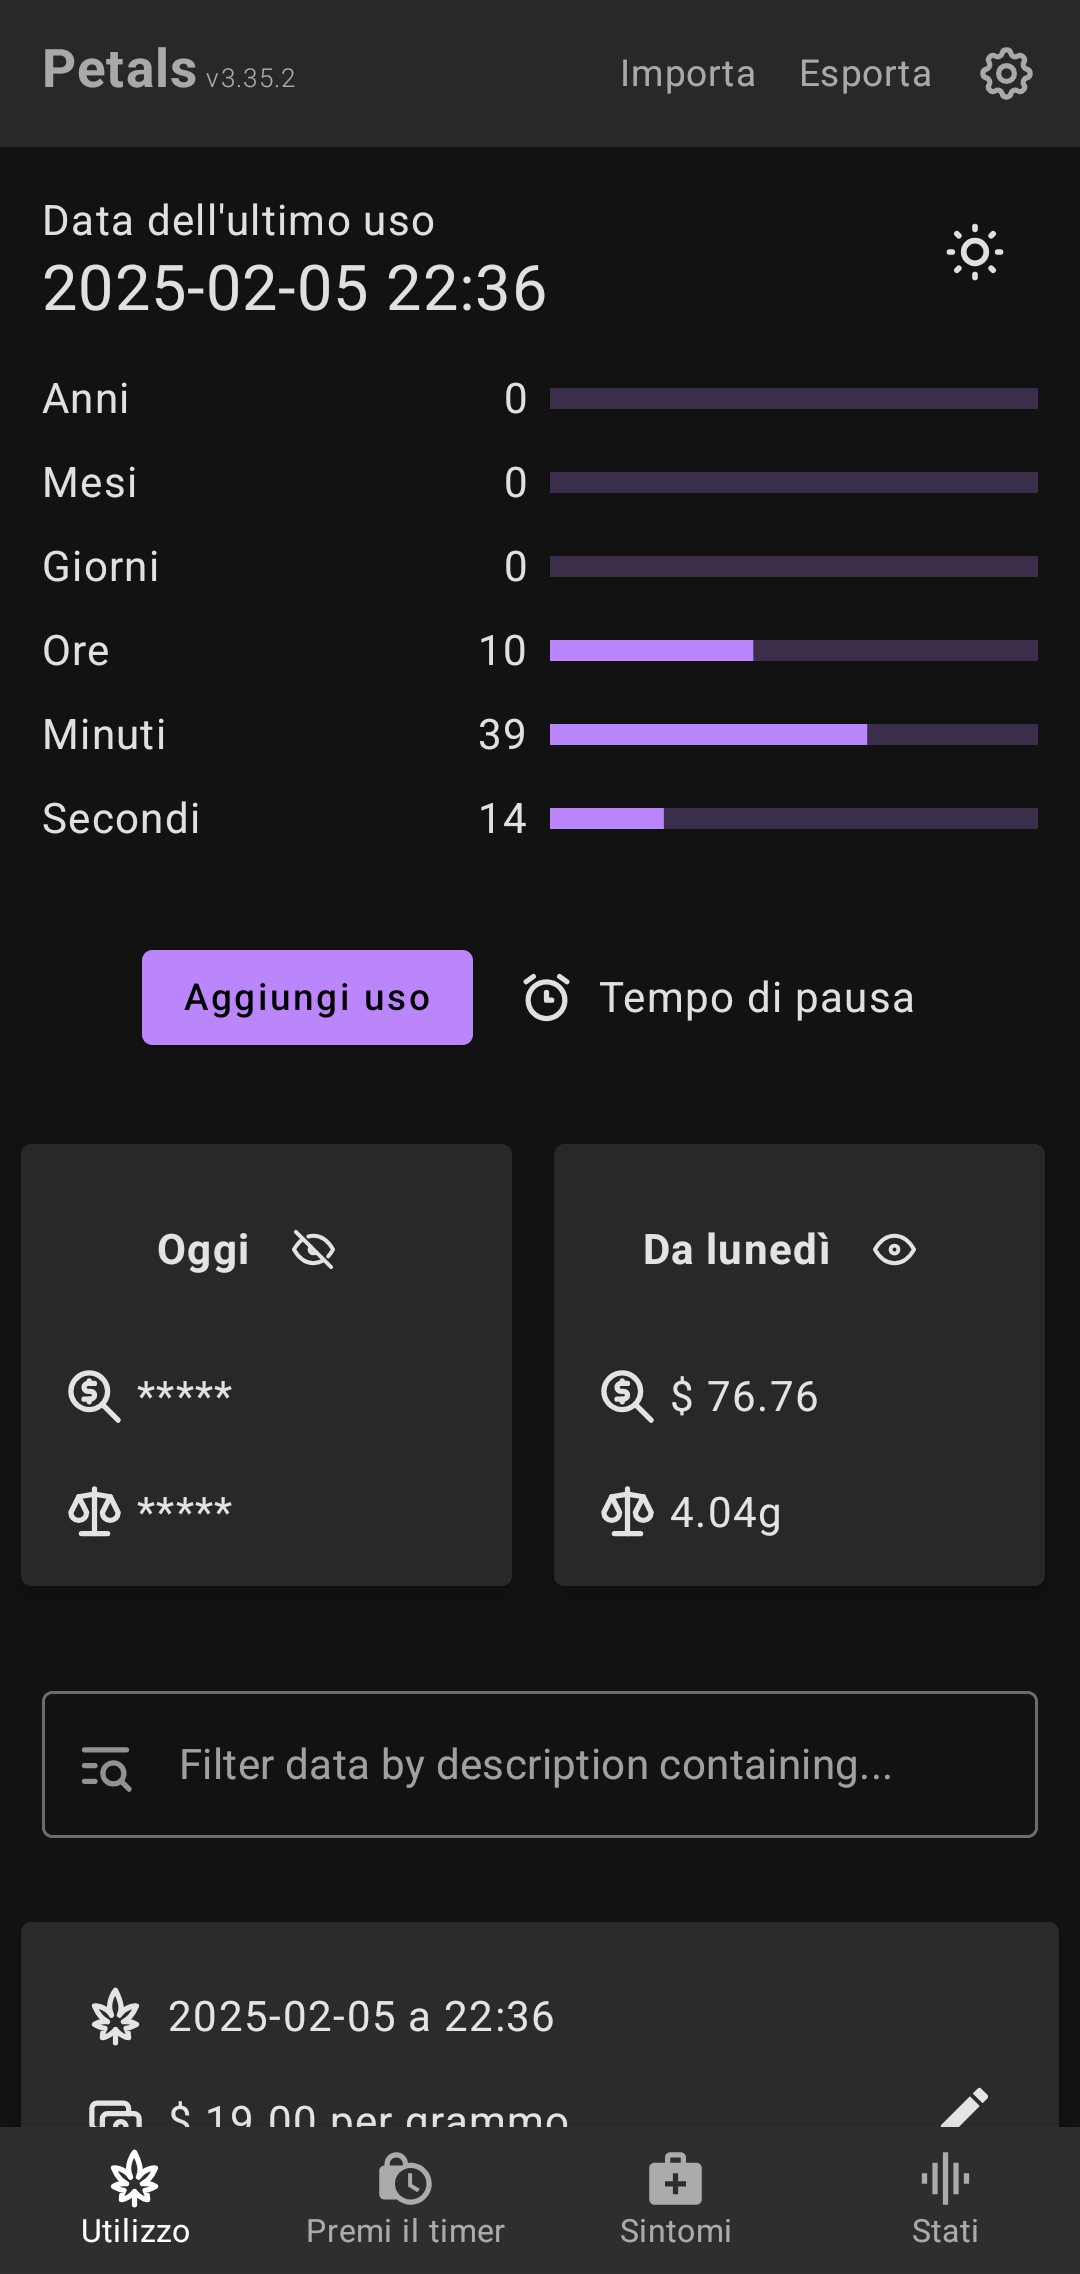 Petals v3.35.2
Importa
Esporta
Data dell'ultimo uso
2025-02-05 22:36
Anni 0
Mesi 0
Giorni 0
Ore 10
Minuti 39
Secondi 14
Aggiungi uso
Tempo di pausa
Oggi
*****
*****
Da lunedì
$ 76.76
4.04g
Filter data by description containing...
2025-02-05 a 22:36
$ 19.00 per grammo
Utilizzo
Premi il timer
Sintomi
Stati